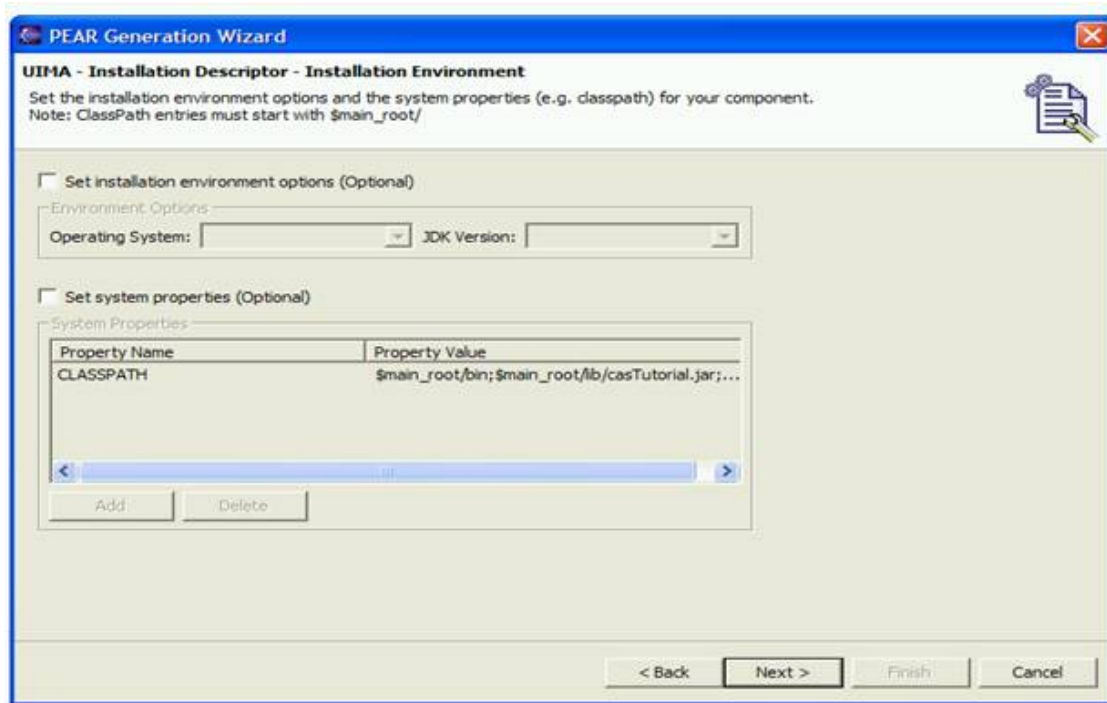 PEAR Generation Wizard
UIMA - Installation Descriptor - Installation Environment
Set the installation environment options and the system properties (e.g. classpath) for your component.
Note: ClassPath entries must start with $main_root/
Set installation environment options (Optional)
Environment Options
Operating System: JDK Version:
Set system properties (Optional)
System Properties
Property Name Property Value
CLASSPATH $main_root/bin;$main_root/lib/casTutorial.jar;...
Add Delete
< Back Next > Finish Cancel